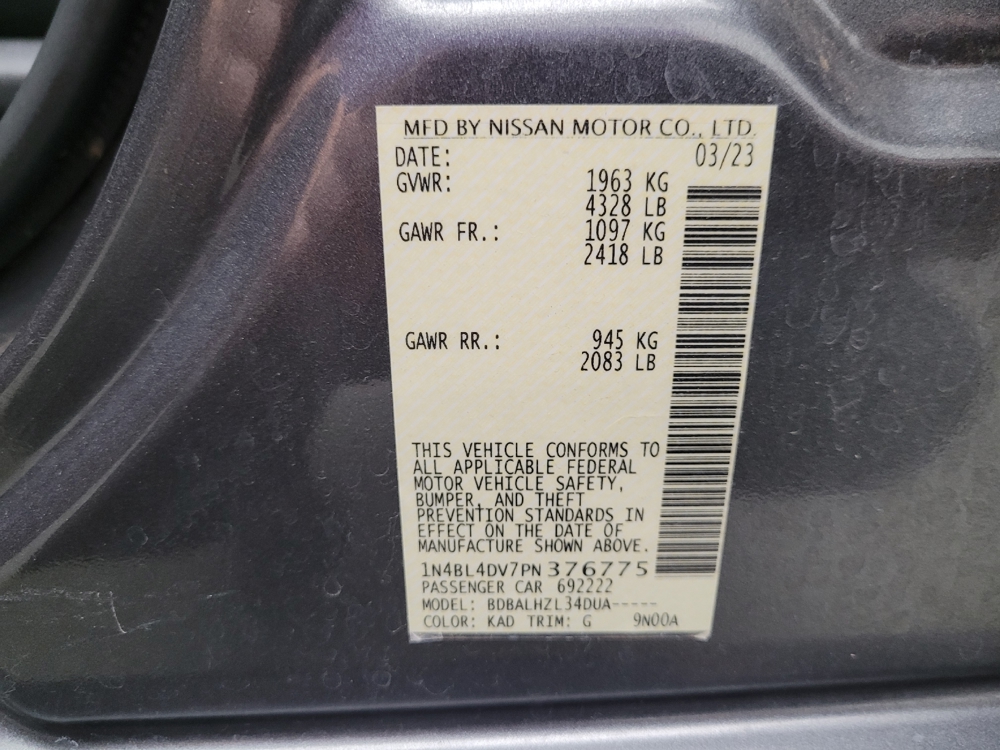 MFD BY NISSAN MOTOR CO., LTD.
DATE: 03/23
GVWR: 1963 KG
4328 LB
GAWR FR.: 1097 KG
2418 LB
GAWR RR.: 945 KG
2083 LB
THIS VEHICLE CONFORMS TO
ALL APPLICABLE FEDERAL
MOTOR VEHICLE SAFETY,
BUMPER, AND THEFT
PREVENTION STANDARDS IN
EFFECT ON THE DATE OF
MANUFACTURE SHOWN ABOVE.
1N4BL4DV7PN 376775
PASSENGER CAR 692222
MODEL: BDBALHZL34DUA-----
COLOR: KAD TRIM: G 9N00A